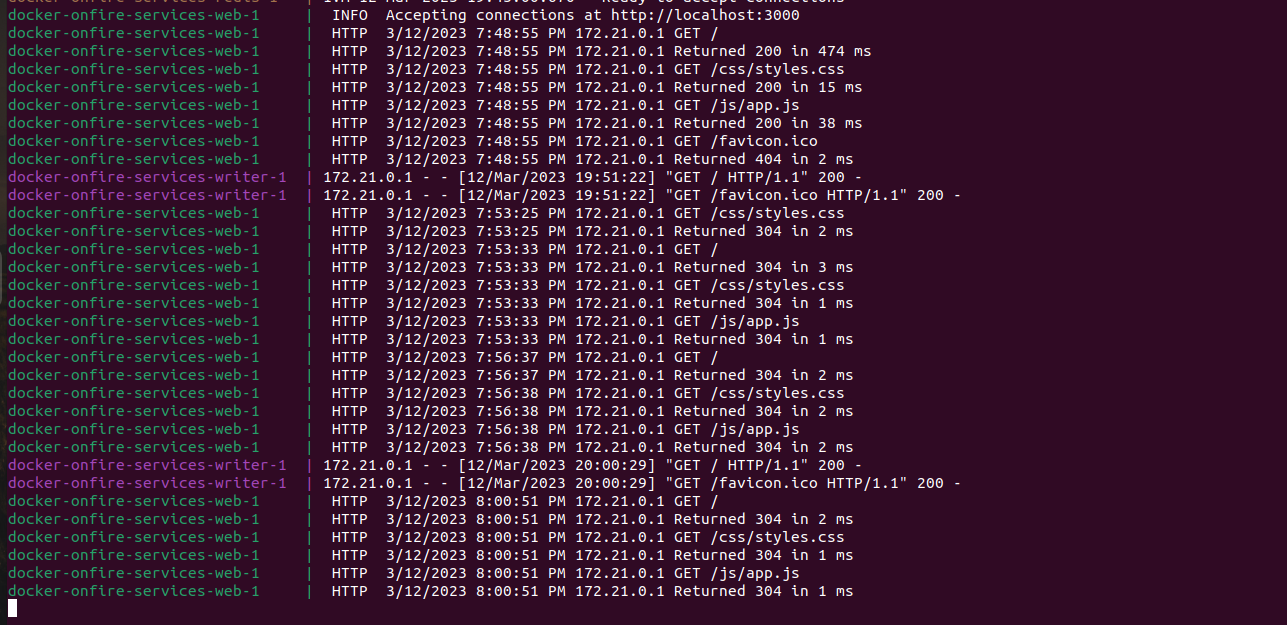 docker-onfire-services-web-1 | INFO Accepting connections at http://localhost:3000
docker-onfire-services-web-1 | HTTP 3/12/2023 7:48:55 PM 172.21.0.1 GET /
docker-onfire-services-web-1 | HTTP 3/12/2023 7:48:55 PM 172.21.0.1 Returned 200 in 474 ms
docker-onfire-services-web-1 | HTTP 3/12/2023 7:48:55 PM 172.21.0.1 GET /css/styles.css
docker-onfire-services-web-1 | HTTP 3/12/2023 7:48:55 PM 172.21.0.1 Returned 200 in 15 ms
docker-onfire-services-web-1 | HTTP 3/12/2023 7:48:55 PM 172.21.0.1 GET /js/app.js
docker-onfire-services-web-1 | HTTP 3/12/2023 7:48:55 PM 172.21.0.1 Returned 200 in 38 ms
docker-onfire-services-web-1 | HTTP 3/12/2023 7:48:55 PM 172.21.0.1 GET /favicon.ico
docker-onfire-services-web-1 | HTTP 3/12/2023 7:48:55 PM 172.21.0.1 Returned 404 in 2 ms
docker-onfire-services-writer-1 | 172.21.0.1 - - [12/Mar/2023 19:51:22] "GET / HTTP/1.1" 200 -
docker-onfire-services-writer-1 | 172.21.0.1 - - [12/Mar/2023 19:51:22] "GET /favicon.ico HTTP/1.1" 200 -
docker-onfire-services-web-1 | HTTP 3/12/2023 7:53:25 PM 172.21.0.1 GET /css/styles.css
docker-onfire-services-web-1 | HTTP 3/12/2023 7:53:25 PM 172.21.0.1 Returned 304 in 2 ms
docker-onfire-services-web-1 | HTTP 3/12/2023 7:53:33 PM 172.21.0.1 GET /
docker-onfire-services-web-1 | HTTP 3/12/2023 7:53:33 PM 172.21.0.1 Returned 304 in 3 ms
docker-onfire-services-web-1 | HTTP 3/12/2023 7:53:33 PM 172.21.0.1 GET /css/styles.css
docker-onfire-services-web-1 | HTTP 3/12/2023 7:53:33 PM 172.21.0.1 Returned 304 in 1 ms
docker-onfire-services-web-1 | HTTP 3/12/2023 7:53:33 PM 172.21.0.1 GET /js/app.js
docker-onfire-services-web-1 | HTTP 3/12/2023 7:53:33 PM 172.21.0.1 Returned 304 in 1 ms
docker-onfire-services-web-1 | HTTP 3/12/2023 7:56:37 PM 172.21.0.1 GET /
docker-onfire-services-web-1 | HTTP 3/12/2023 7:56:37 PM 172.21.0.1 Returned 304 in 2 ms
docker-onfire-services-web-1 | HTTP 3/12/2023 7:56:38 PM 172.21.0.1 GET /css/styles.css
docker-onfire-services-web-1 | HTTP 3/12/2023 7:56:38 PM 172.21.0.1 Returned 304 in 2 ms
docker-onfire-services-web-1 | HTTP 3/12/2023 7:56:38 PM 172.21.0.1 GET /js/app.js
docker-onfire-services-web-1 | HTTP 3/12/2023 7:56:38 PM 172.21.0.1 Returned 304 in 2 ms
docker-onfire-services-writer-1 | 172.21.0.1 - - [12/Mar/2023 20:00:29] "GET / HTTP/1.1" 200 -
docker-onfire-services-writer-1 | 172.21.0.1 - - [12/Mar/2023 20:00:29] "GET /favicon.ico HTTP/1.1" 200 -
docker-onfire-services-web-1 | HTTP 3/12/2023 8:00:51 PM 172.21.0.1 GET /
docker-onfire-services-web-1 | HTTP 3/12/2023 8:00:51 PM 172.21.0.1 Returned 304 in 2 ms
docker-onfire-services-web-1 | HTTP 3/12/2023 8:00:51 PM 172.21.0.1 GET /css/styles.css
docker-onfire-services-web-1 | HTTP 3/12/2023 8:00:51 PM 172.21.0.1 Returned 304 in 1 ms
docker-onfire-services-web-1 | HTTP 3/12/2023 8:00:51 PM 172.21.0.1 GET /js/app.js
docker-onfire-services-web-1 | HTTP 3/12/2023 8:00:51 PM 172.21.0.1 Returned 304 in 1 ms